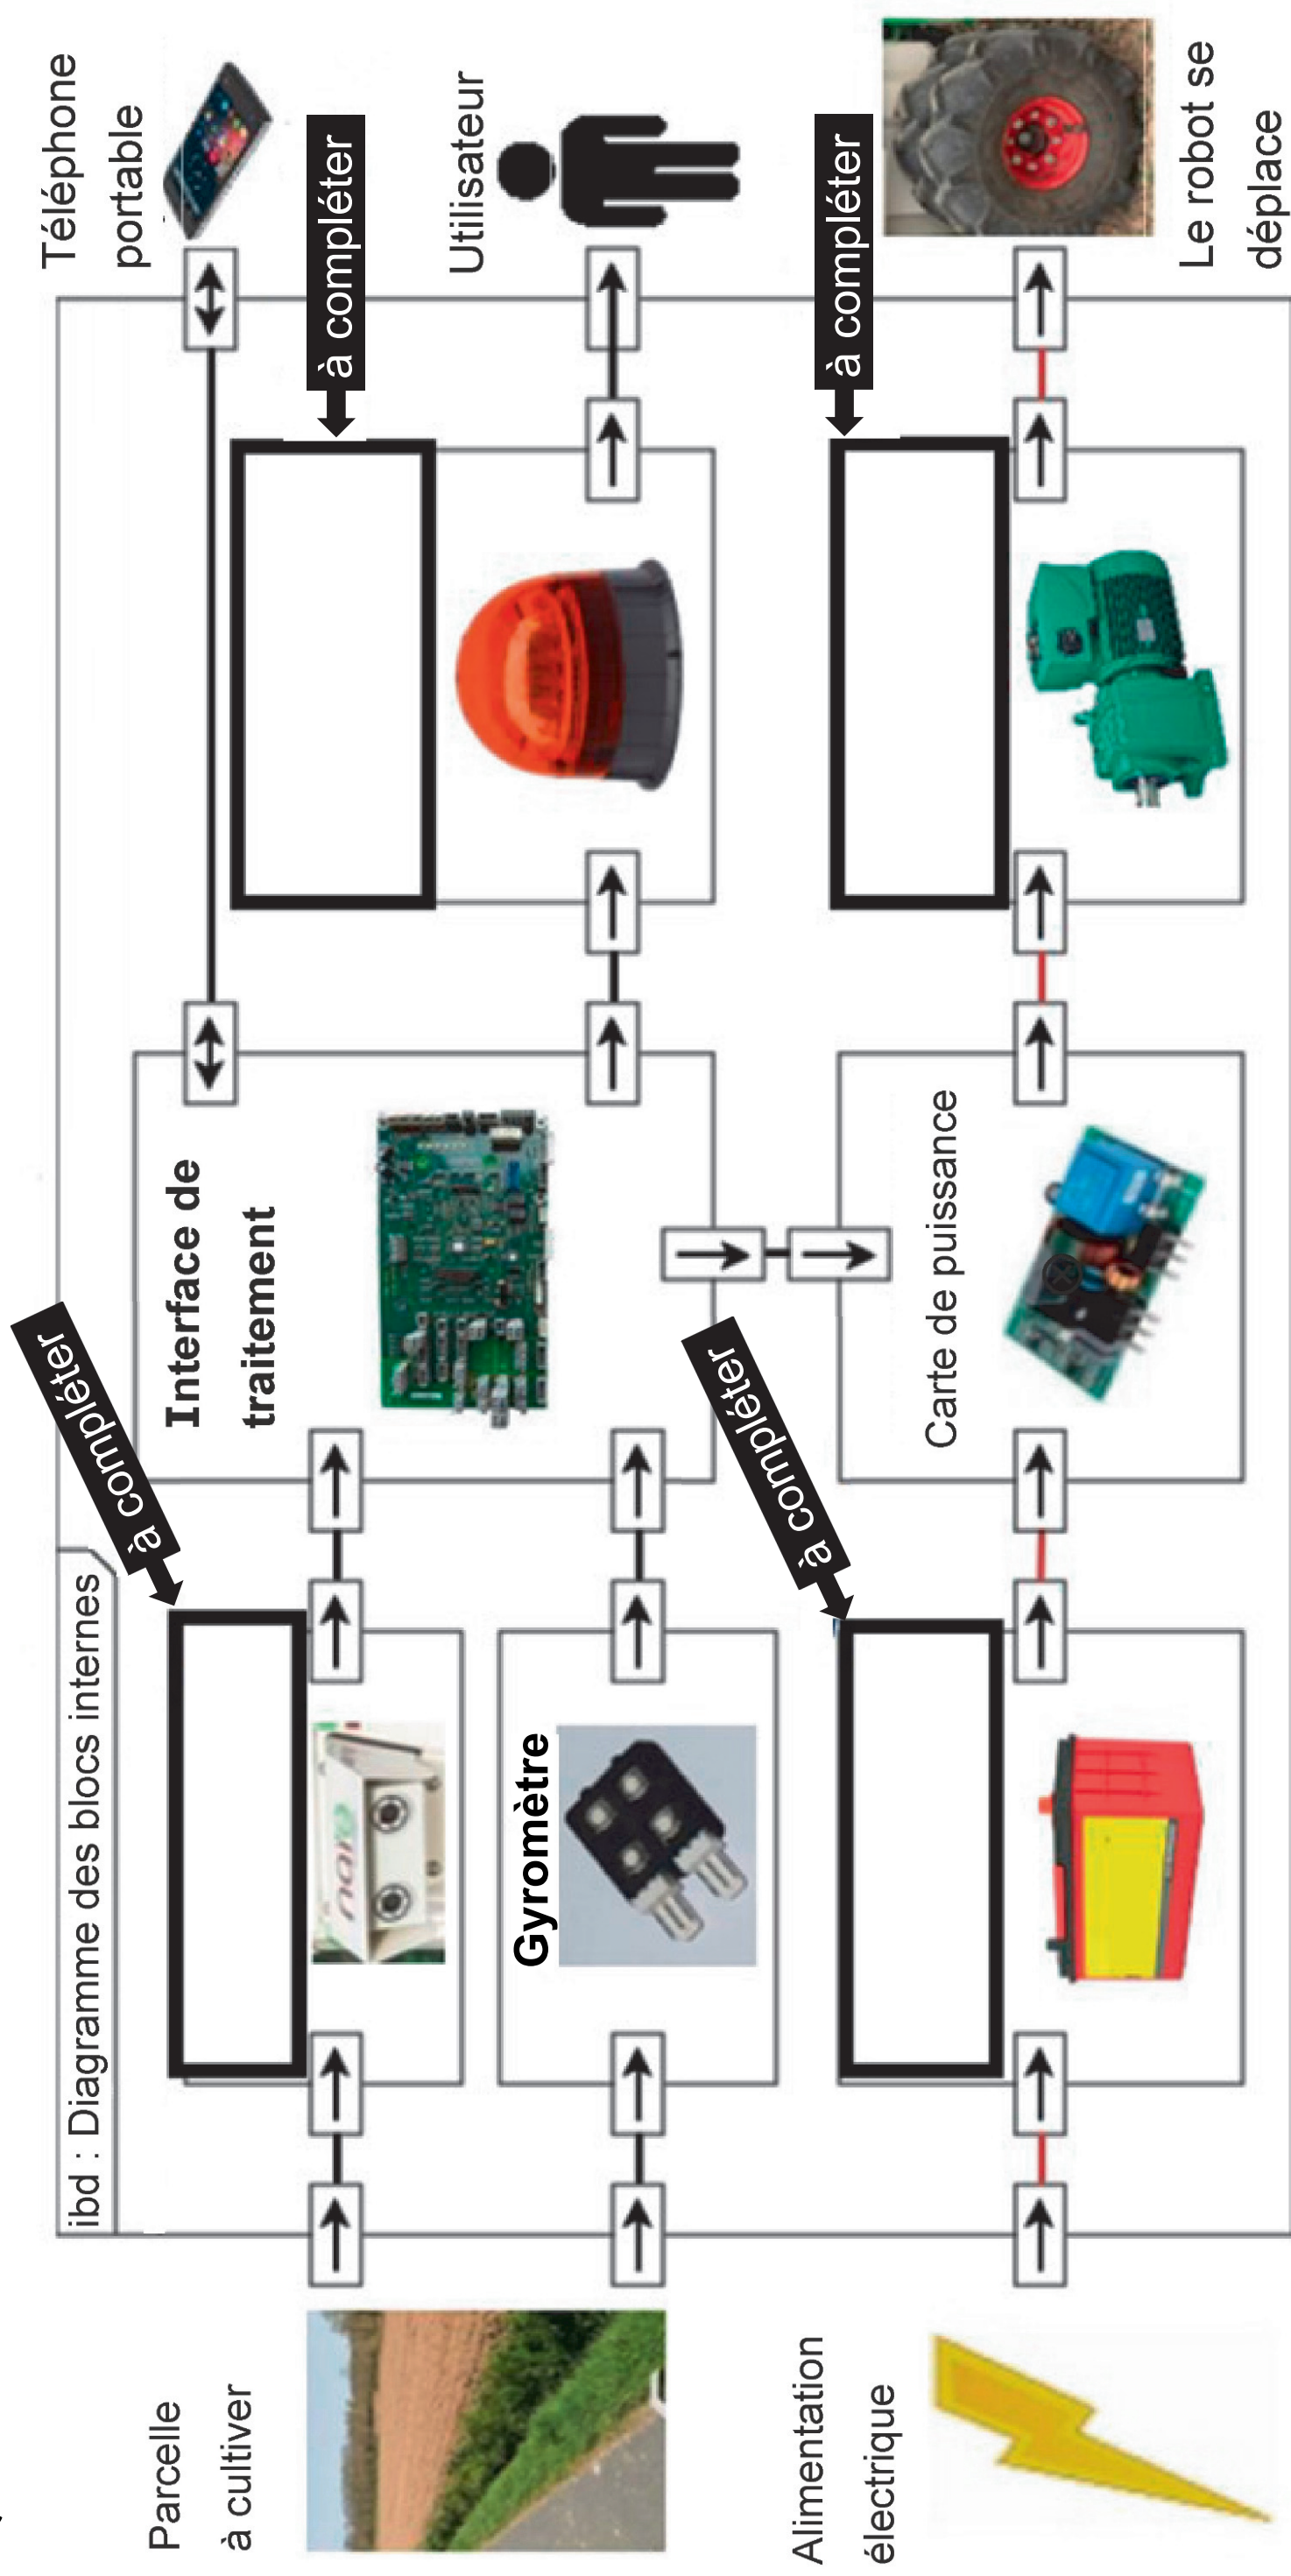 ibd : Diagramme des blocs internes
Parcelle
à cultiver
Alimentation
électrique
à compléter
naïo
Gyromètre
à compléter
Interface de
traitement
Carte de puissance
à compléter
à compléter
Téléphone
portable
Utilisateur
Le robot se
déplace